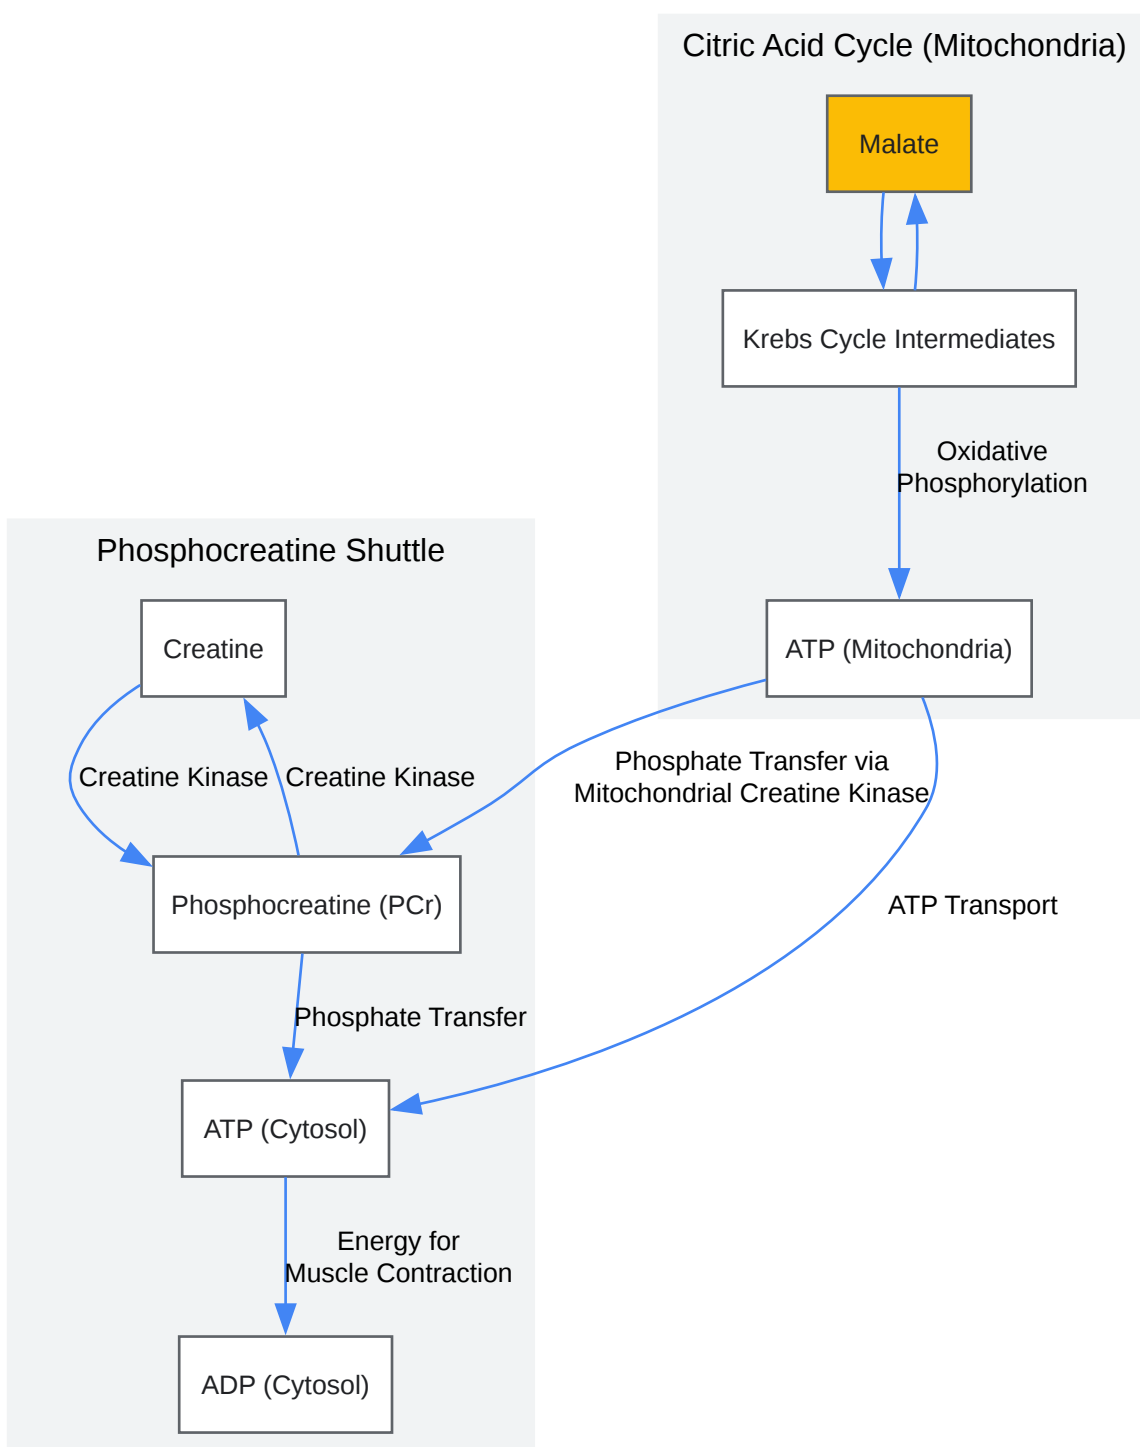 Citric Acid Cycle (Mitochondria)
Malate
Krebs Cycle Intermediates
Oxidative
Phosphorylation
ATP (Mitochondria)
Phosphocreatine Shuttle
Creatine
Creatine Kinase
Creatine Kinase
Phosphate Transfer via
Mitochondrial Creatine Kinase
Phosphocreatine (PCr)
ATP Transport
Phosphate Transfer
ATP (Cytosol)
Energy for
Muscle Contraction
ADP (Cytosol)